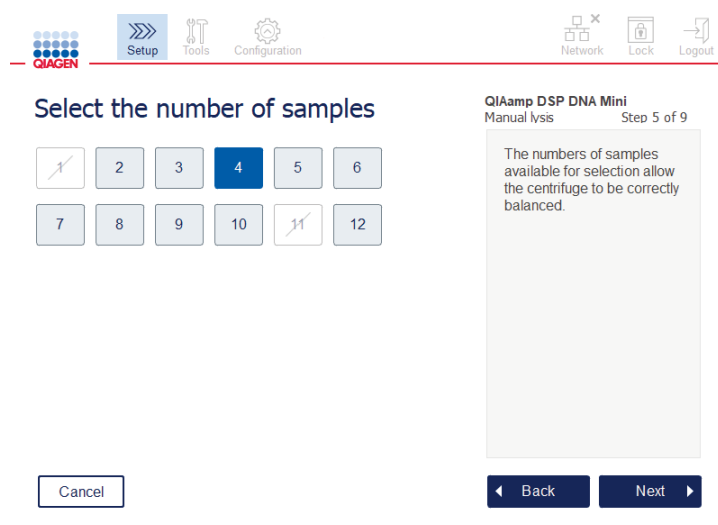 Setup
Tools
Configuration
Network
Lock
Logout
QIAGEN
Select the number of samples
QIAamp DSP DNA Mini
Manual lysis Step 5 of 9
1 2 3 4 5 6
7 8 9 10 11 12
The numbers of samples
available for selection allow
the centrifuge to be correctly
balanced.
Cancel
Back
Next